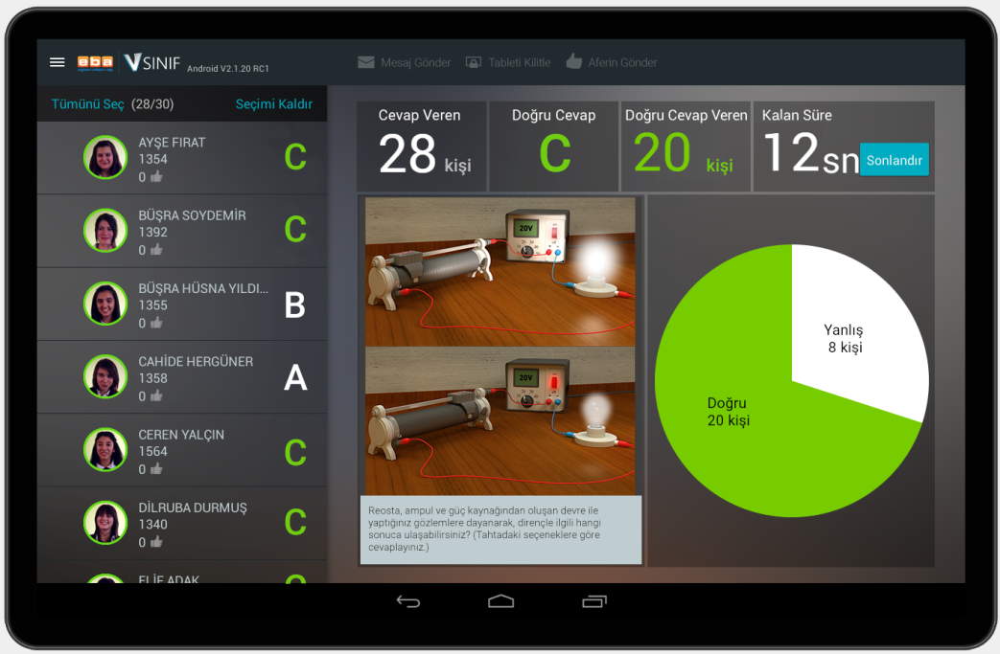 eba VSINIF Android V2.1.20 RC1
Mesaj Gönder Tableti Kilitle Aferin Gönder
Tümünü Seç (28/30) Seçimi Kaldır
AYŞE FIRAT
1354
0
C
BÜŞRA SOYDEMİR
1392
0
C
BÜŞRA HÜSNA YILDI...
1355
0
B
CAHİDE HERGÜNER
1358
0
A
CEREN YALÇIN
1564
0
C
DİLRUBA DURMUŞ
1340
0
C
ELİF ADAK
Cevap Veren
28 kişi
Doğru Cevap
C
Doğru Cevap Veren
20 kişi
Kalan Süre
12sn
Sonlandır
20V
20V
Reosta, ampul ve güç kaynağından oluşan devre ile
yaptığınız gözlemlere dayanarak, dirençle ilgili hangi
sonuca ulaşabilirsiniz? (Tahtadaki seçeneklere göre
cevaplayınız.)
Yanlış
8 kişi
Doğru
20 kişi